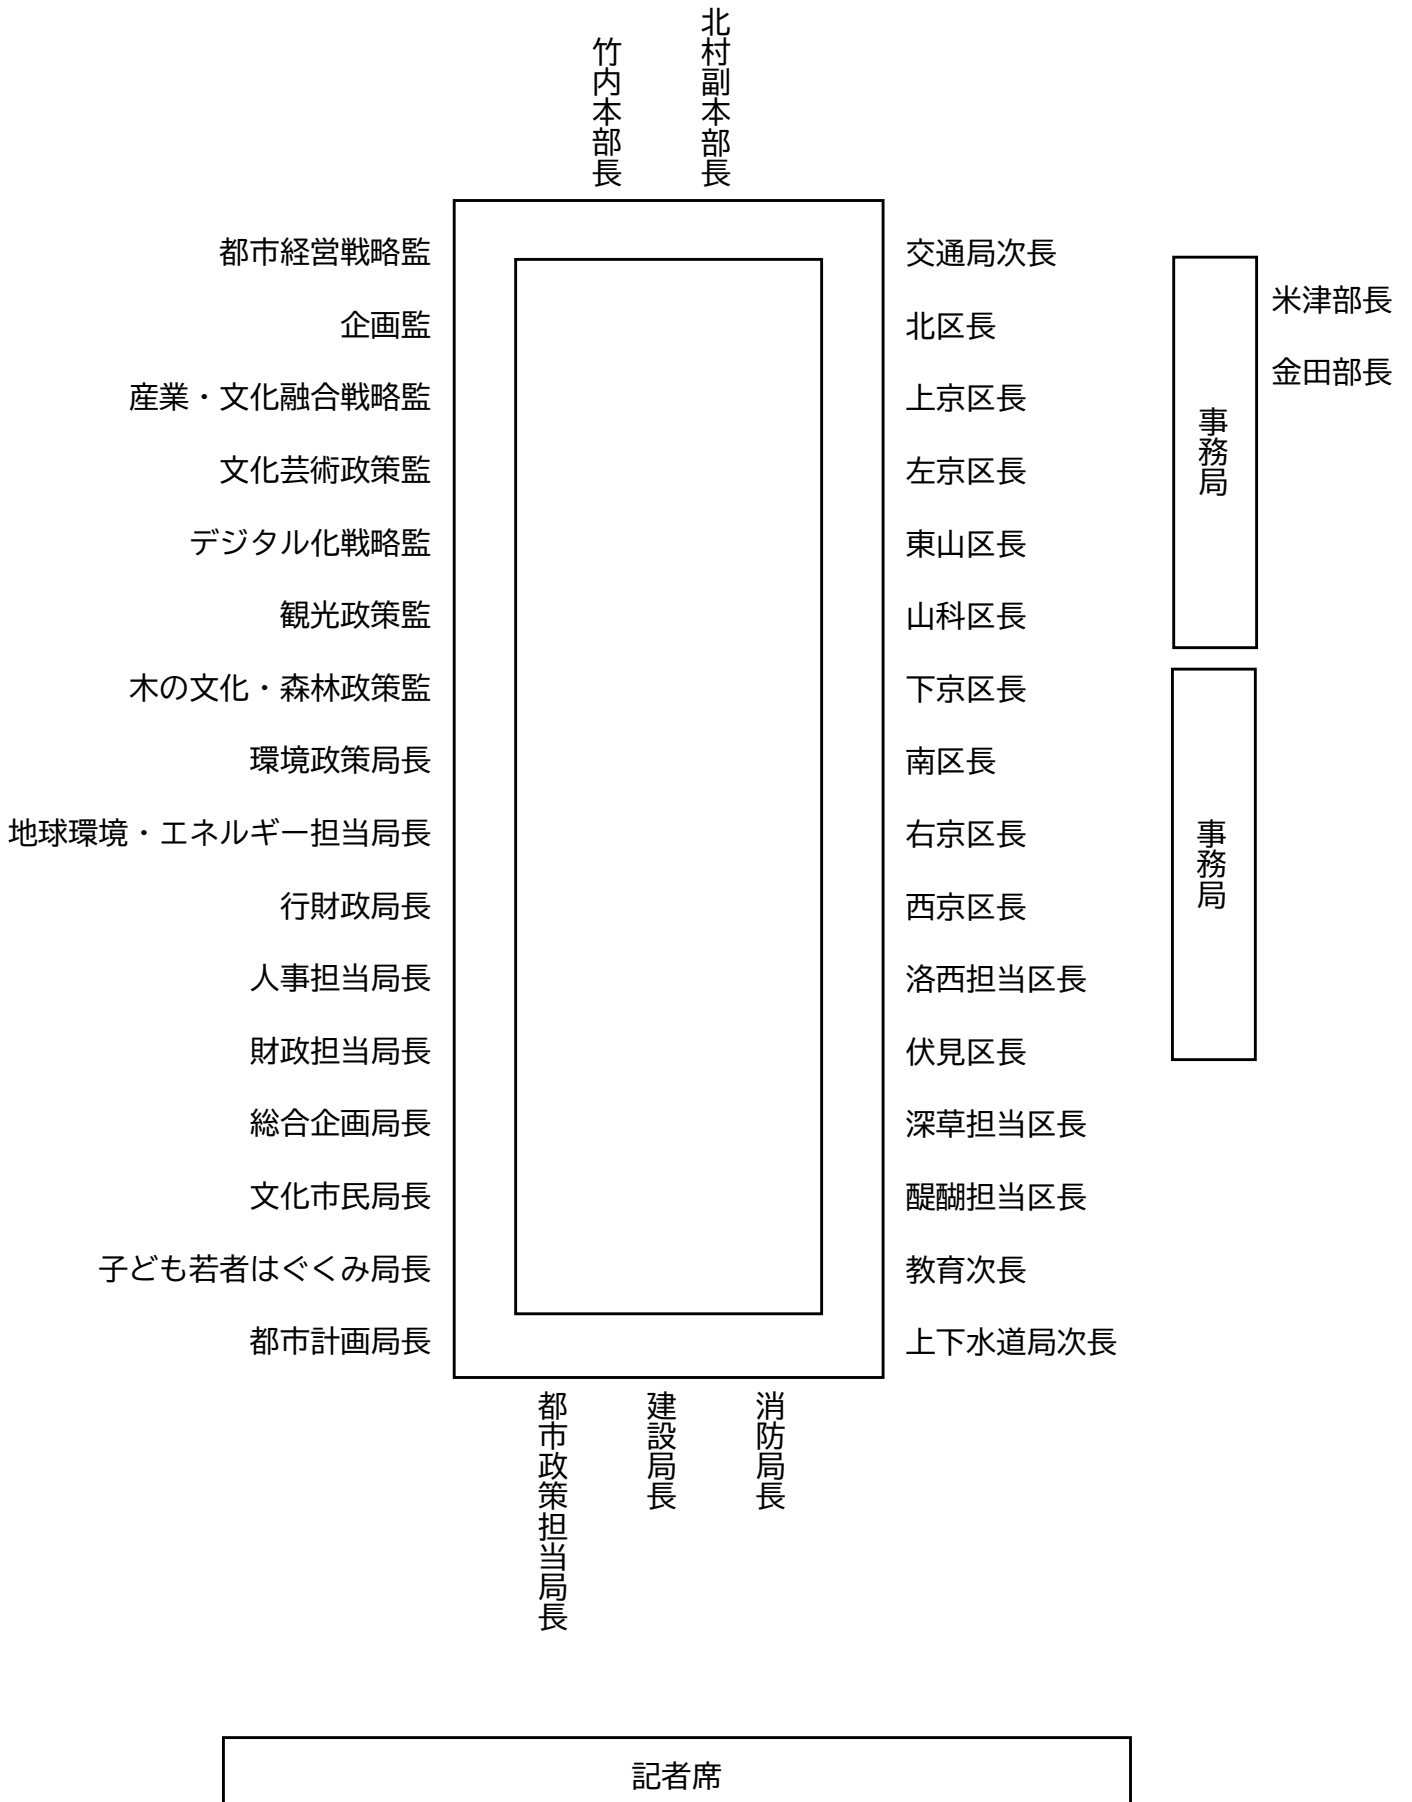 竹内本部長
北村副本部長
都市経営戦略監
企画監
産業・文化融合戦略監
文化芸術政策監
デジタル化戦略監
観光政策監
木の文化・森林政策監
環境政策局長
地球環境・エネルギー担当局長
行財政局長
人事担当局長
財政担当局長
総合企画局長
文化市民局長
子ども若者はぐくみ局長
都市計画局長
交通局次長
北区長
上京区長
左京区長
東山区長
山科区長
下京区長
南区長
右京区長
西京区長
洛西担当区長
伏見区長
深草担当区長
醍醐担当区長
教育次長
上下水道局次長
米津部長
金田部長
事務局
事務局
都市政策担当局長
建設局長
消防局長
記者席